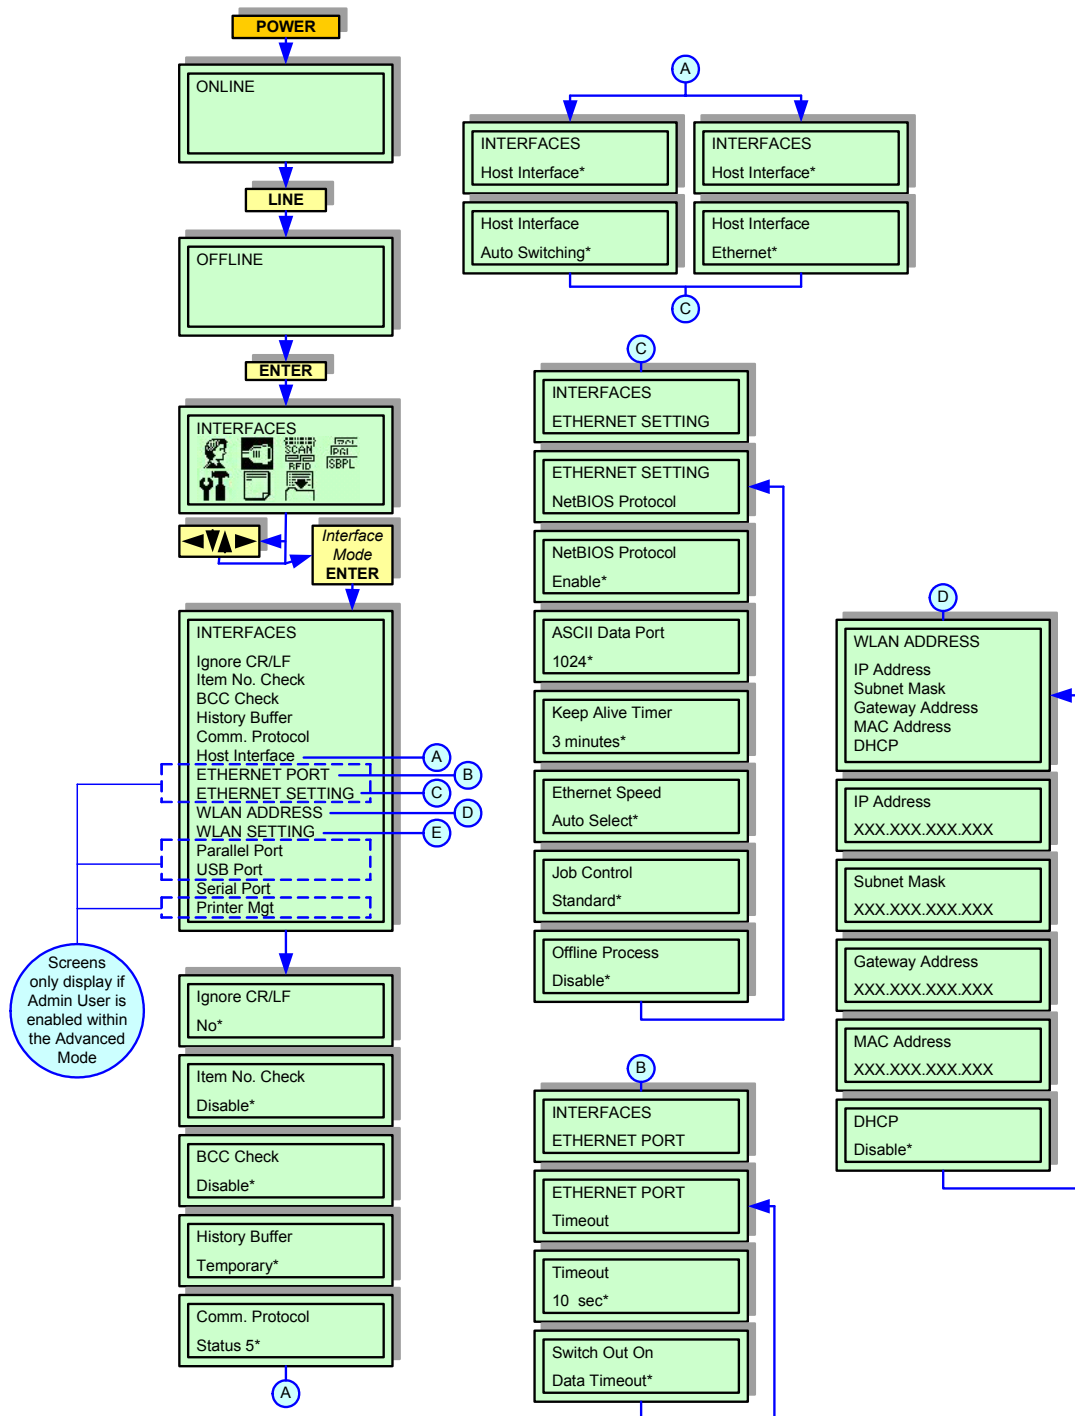 POWER
ONLINE
LINE
OFFLINE
ENTER
INTERFACES
SCAN
RFID
PGL
SBPL
Interface
Mode
ENTER
INTERFACES
Ignore CR/LF
Item No. Check
BCC Check
History Buffer
Comm. Protocol
Host Interface
A
ETHERNET PORT
B
ETHERNET SETTING
C
WLAN ADDRESS
D
WLAN SETTING
E
Parallel Port
USB Port
Serial Port
Printer Mgt
Screens
only display if
Admin User is
enabled within
the Advanced
Mode
Ignore CR/LF
No*
Item No. Check
Disable*
BCC Check
Disable*
History Buffer
Temporary*
Comm. Protocol
Status 5*
A
A
INTERFACES
Host Interface*
Host Interface
Auto Switching*
INTERFACES
Host Interface*
Host Interface
Ethernet*
C
C
INTERFACES
ETHERNET SETTING
ETHERNET SETTING
NetBIOS Protocol
NetBIOS Protocol
Enable*
ASCII Data Port
1024*
Keep Alive Timer
3 minutes*
Ethernet Speed
Auto Select*
Job Control
Standard*
Offline Process
Disable*
B
INTERFACES
ETHERNET PORT
ETHERNET PORT
Timeout
Timeout
10 sec*
Switch Out On
Data Timeout*
D
WLAN ADDRESS
IP Address
Subnet Mask
Gateway Address
MAC Address
DHCP
IP Address
XXX.XXX.XXX.XXX
Subnet Mask
XXX.XXX.XXX.XXX
Gateway Address
XXX.XXX.XXX.XXX
MAC Address
XXX.XXX.XXX.XXX
DHCP
Disable*